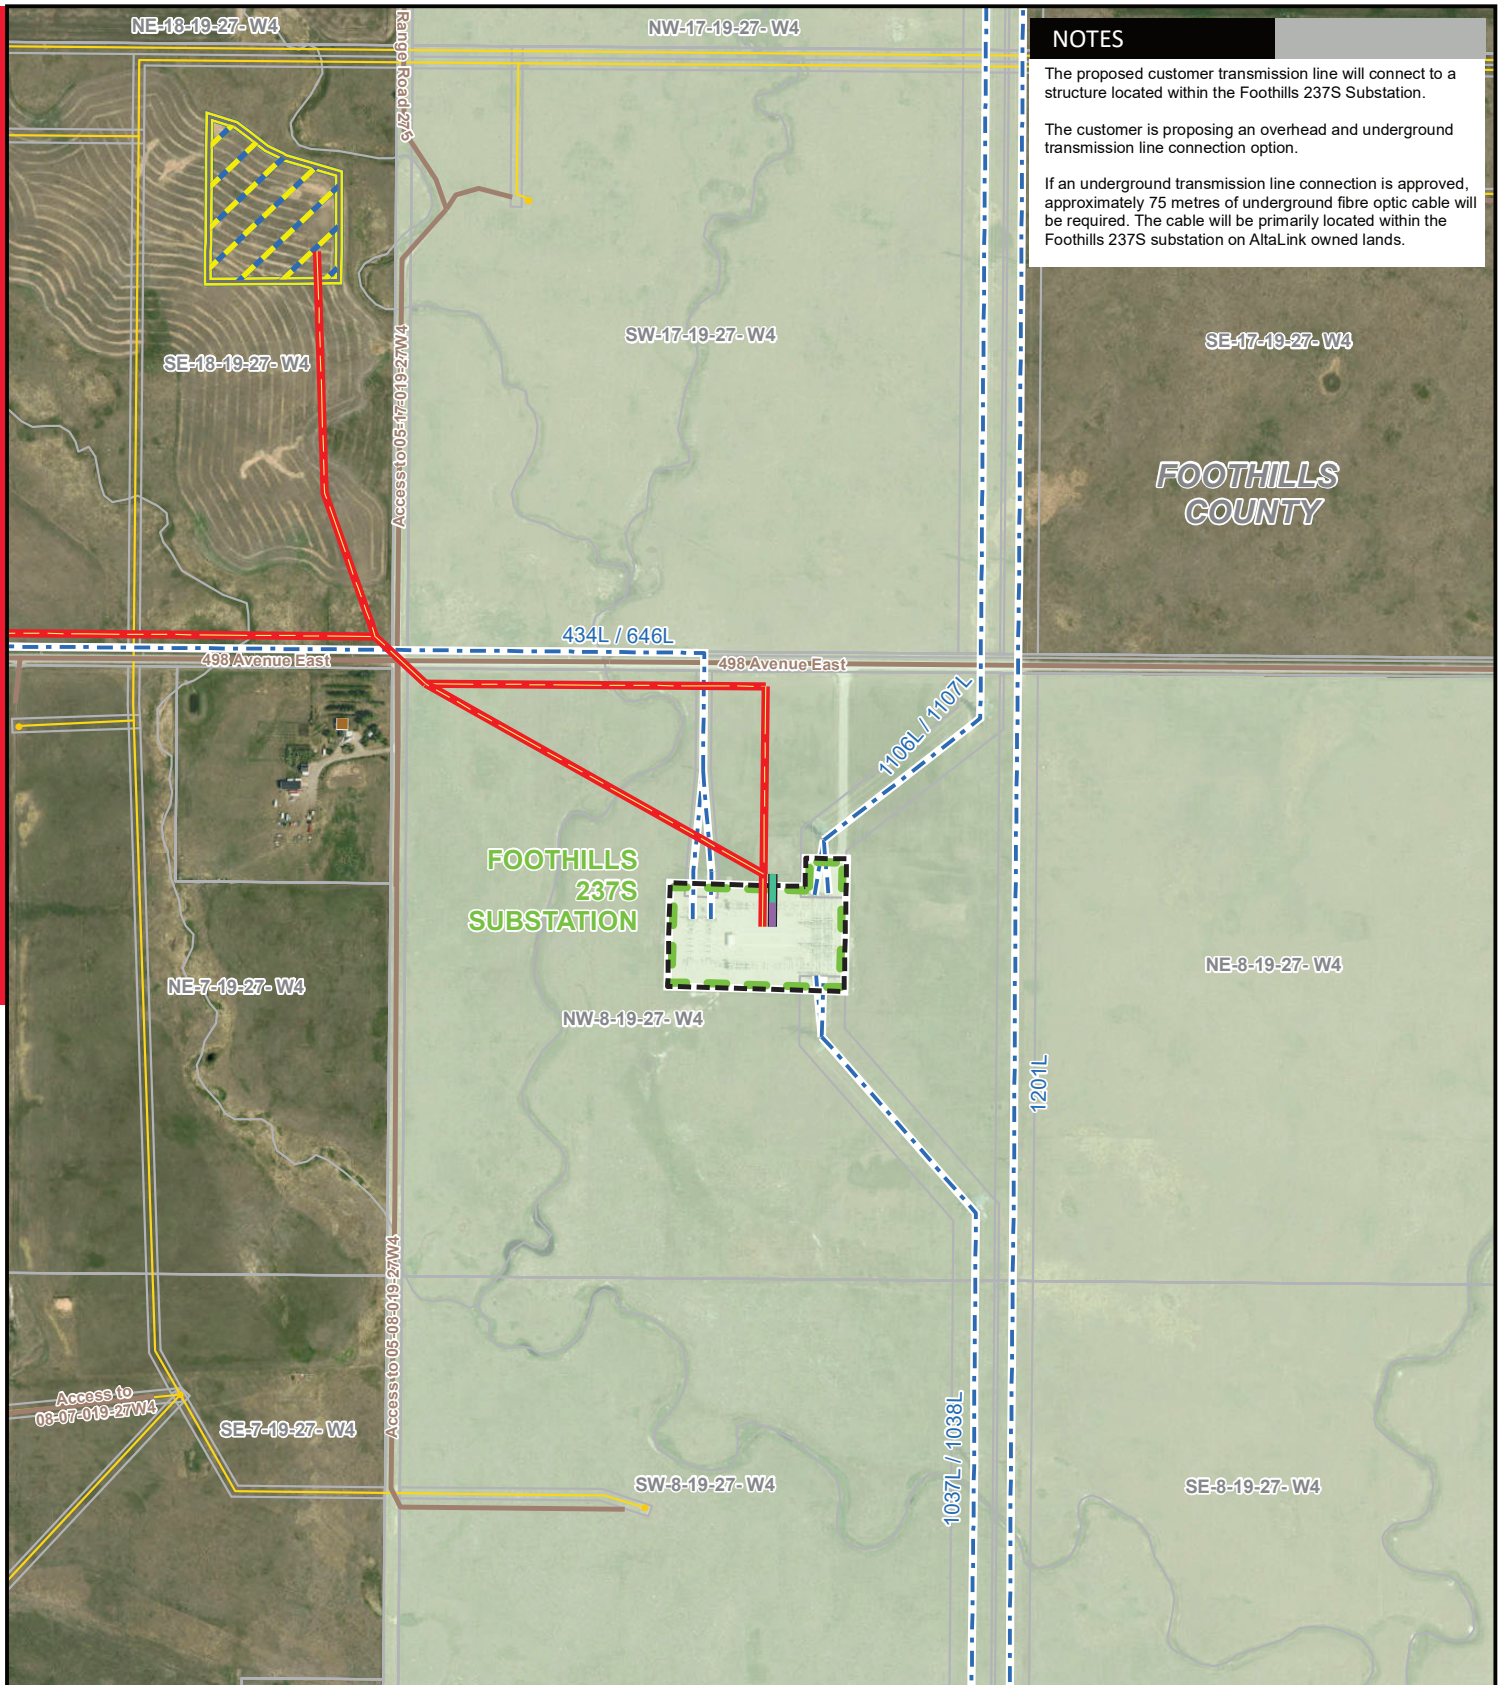 NE-18-19-27- W4
NW-17-19-27- W4
Range Road 275
NOTES
The proposed customer transmission line will connect to a
structure located within the Foothills 237S Substation.
The customer is proposing an overhead and underground
transmission line connection option.
If an underground transmission line connection is approved,
approximately 75 metres of underground fibre optic cable will
be required. The cable will be primarily located within the
Foothills 237S substation on AltaLink owned lands.
SW-17-19-27- W4
SE-17-19-27- W4
SE-18-19-27- W4
Access to 05-17-019-27W4
FOOTHILLS
COUNTY
434L / 646L
498 Avenue East
498 Avenue East
1106L / 1107L
FOOTHILLS
237S
SUBSTATION
NE-7-19-27- W4
NE-8-19-27- W4
NW-8-19-27- W4
1201L
Access to 05-08-019-27W4
Access to
08-07-019-27W4
SE-7-19-27- W4
SW-8-19-27- W4
1037L / 1038L
SE-8-19-27- W4